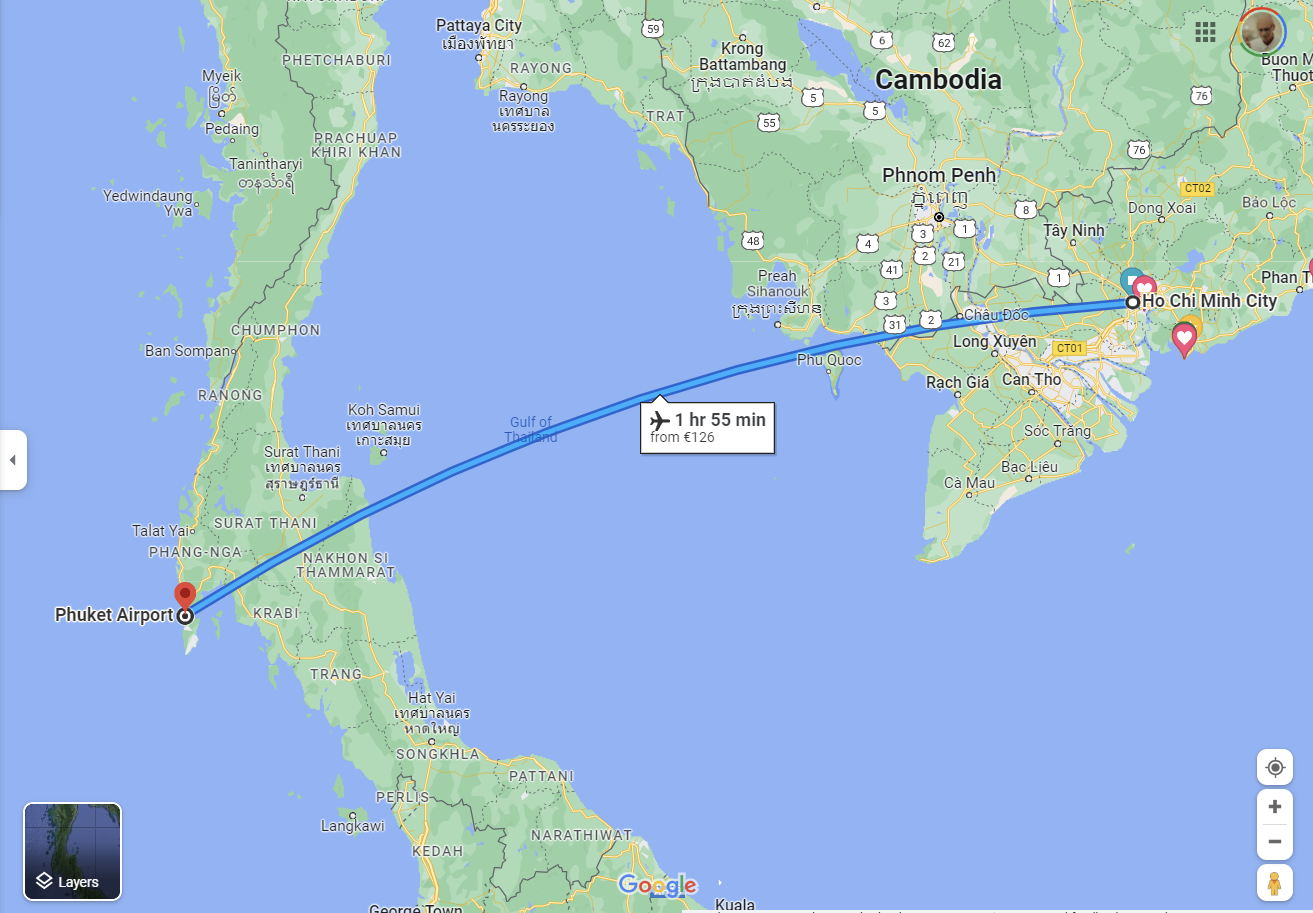 Pattaya City
เมืองพัทยา
59
6
62
Krong
Battambang
ក្រុងបាត់ដំបង
Cambodia
Buon M
Thuot
PHETCHABURI
RAYONG
Myeik
မြိတ်
Rayong
เทศบาล
นครระยอง
5
5
76
TRAT
55
Pedaing
PRACHUAP
KHIRI KHAN
76
Tanintharyi
တနင်္သာရီ
Phnom Penh
ភ្នំពេញ
CT02
Yedwindaung
Ywa
8
Dong Xoai
Bảo Lộc
3
1
Tây Ninh
48
4
2
21
41
1
Preah
Sihanouk
ក្រុងព្រះសីហនុ
Phan T
3
Ho Chi Minh City
31
2
Châu Đốc
CHUMPHON
Long Xuyên
CT01
Ban Sompan
Phu Quoc
Rạch Giá
Can Tho
RANONG
Koh Samui
เทศบาลนคร
เกาะสมุย
1 hr 55 min
from €126
Gulf of
Thailand
Sóc Trăng
Surat Thani
เทศบาลนคร
สุราษฎร์ธานี
Bạc Liêu
Cà Mau
SURAT THANI
Talat Yai
PHANG-NGA
NAKHON SI
THAMMARAT
Phuket Airport
KRABI
TRANG
Hat Yai
เทศบาลนคร
หาดใหญ่
SONGKHLA
PATTANI
PERLIS
Langkawi
NARATHIWAT
KEDAH
Layers
Google
George Town
Kuala